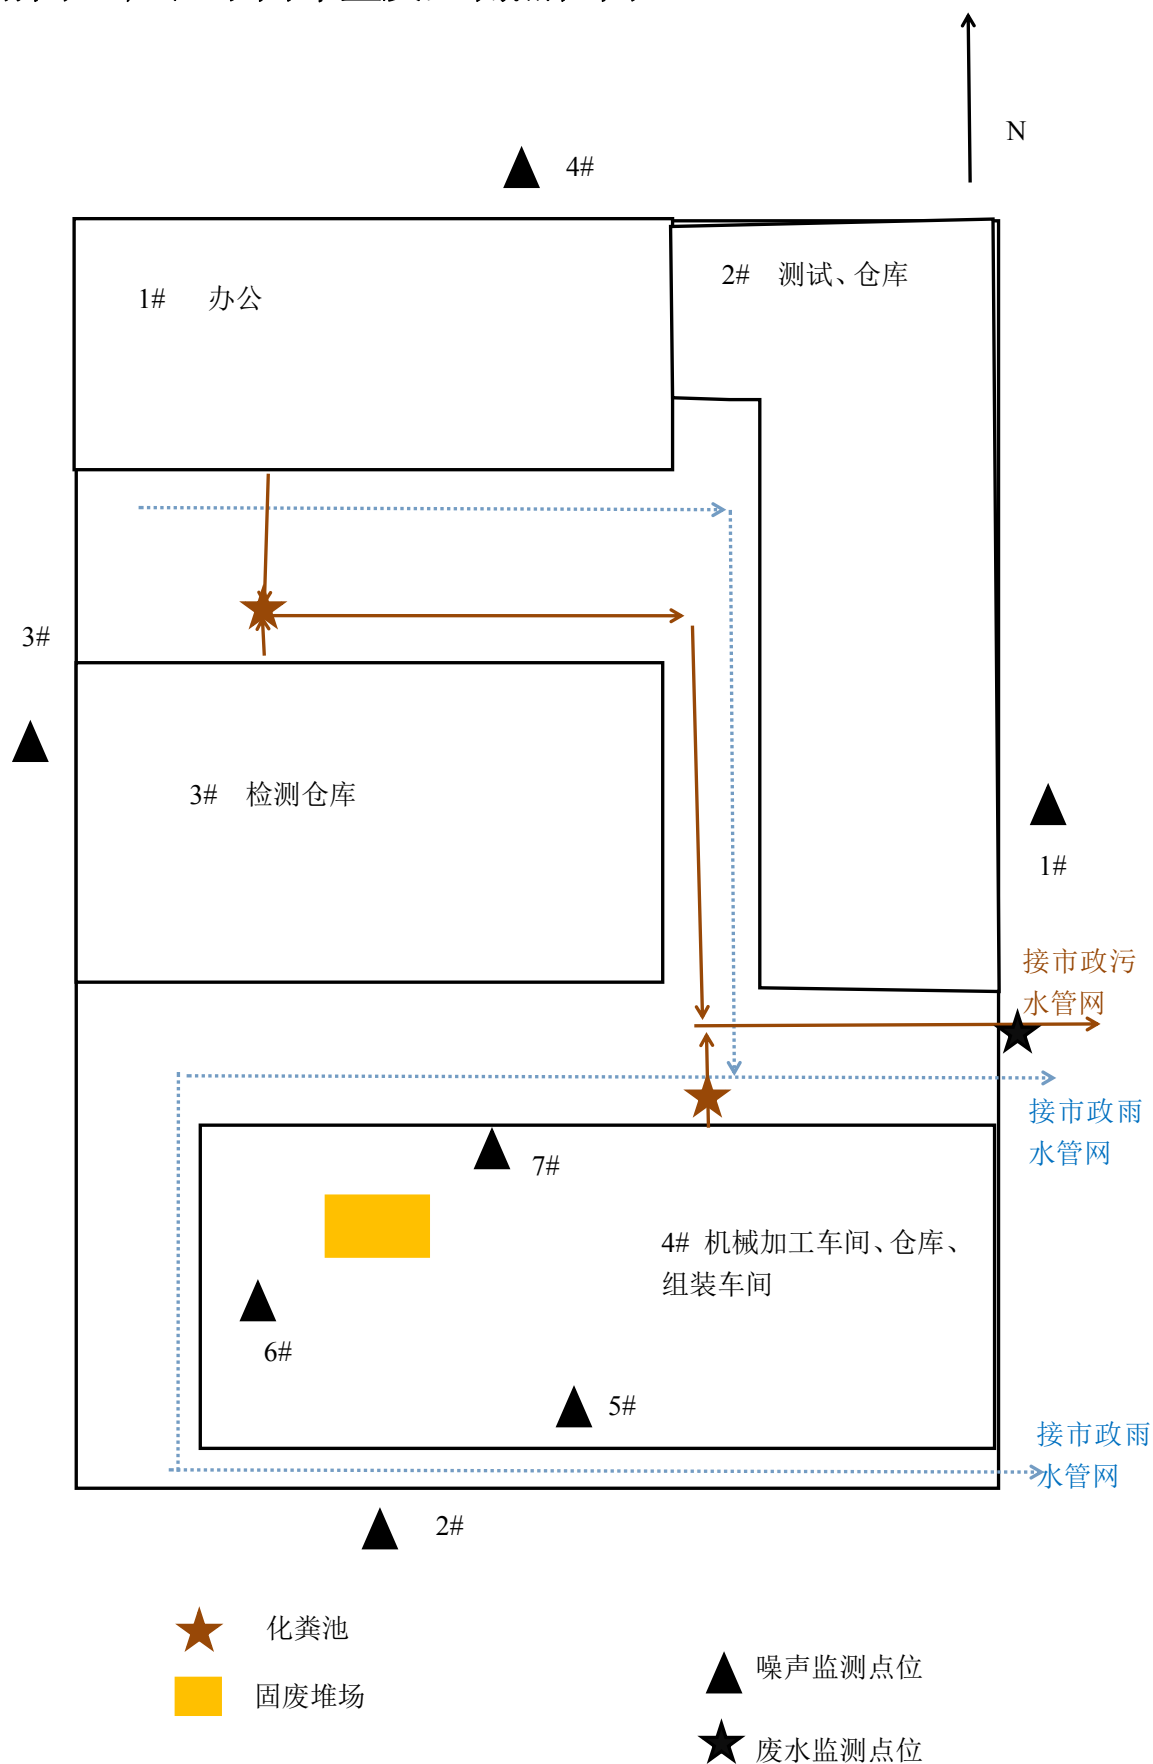 N
4#
2# 测试、仓库
1# 办公
3#
3# 检测仓库
1#
接市政污
水管网
接市政雨
水管网
7#
4# 机械加工车间、仓库、
组装车间
6#
5#
接市政雨
水管网
2#
化粪池
噪声监测点位
固废堆场
废水监测点位